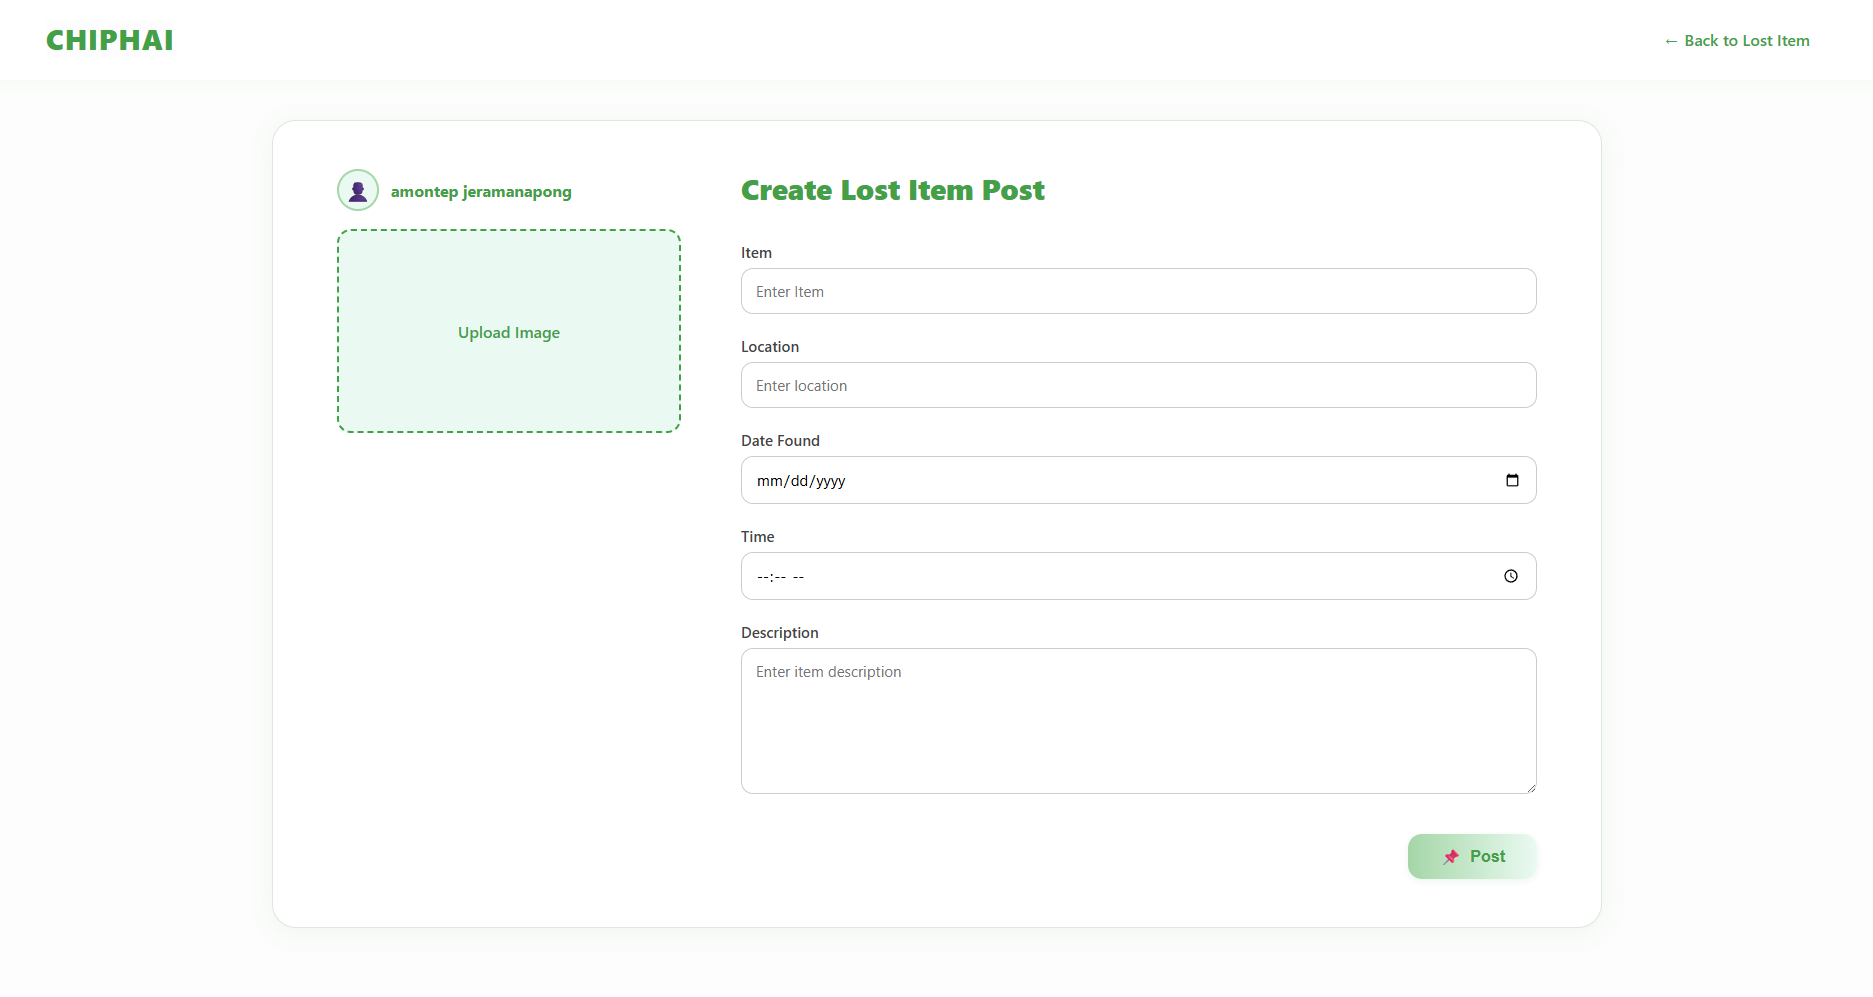 CHIPHAI
← Back to Lost Item
amontep jeramanapong
Upload Image
Create Lost Item Post
Item
Enter Item
Location
Enter location
Date Found
mm/dd/yyyy
Time
--:-- --
Description
Enter item description
Post